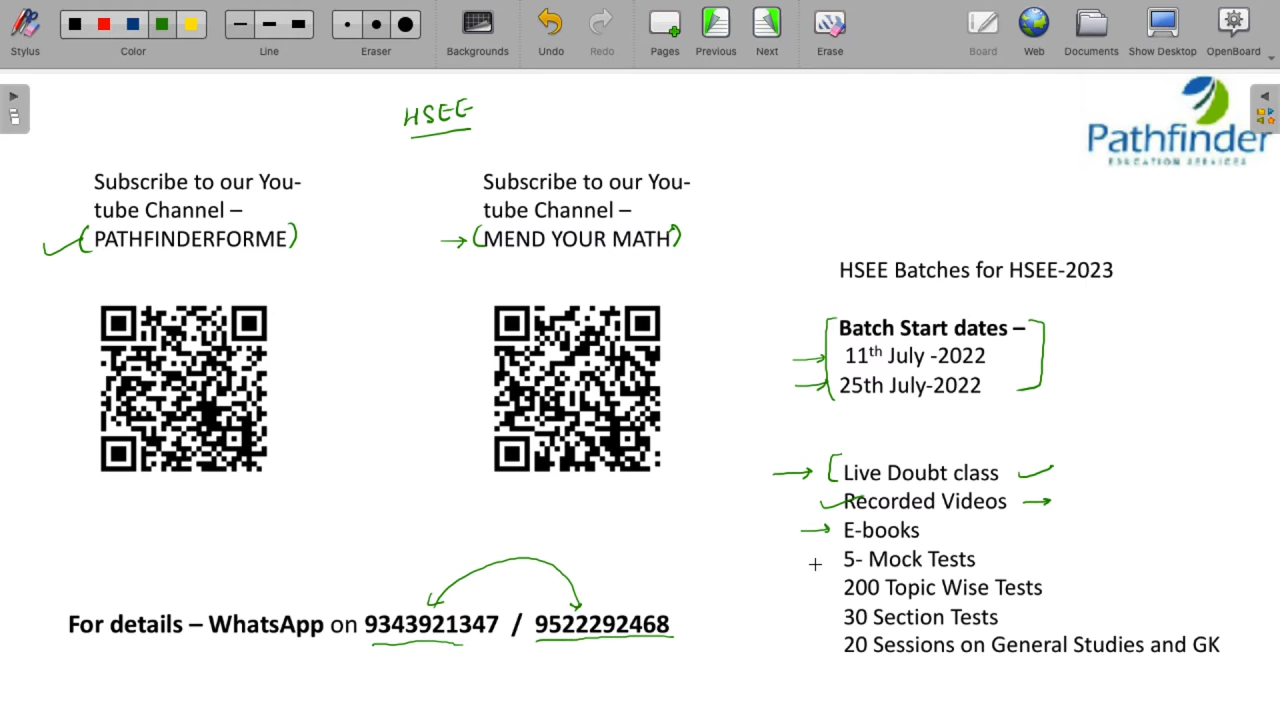 Stylus
Color
Line
Eraser
Backgrounds
Undo
Redo
Pages
Previous
Next
Erase
Board
Web
Documents
Show Desktop
OpenBoard
HSEE
Pathfinder
EDUCATION SERVICES
Subscribe to our You-
tube Channel –
(PATHFINDERFORME)
Subscribe to our You-
tube Channel –
(MEND YOUR MATH)
HSEE Batches for HSEE-2023
Batch Start dates –
11th July -2022
25th July-2022
Live Doubt class
Recorded Videos
E-books
5- Mock Tests
200 Topic Wise Tests
30 Section Tests
20 Sessions on General Studies and GK
For details – WhatsApp on 9343921347 / 9522292468